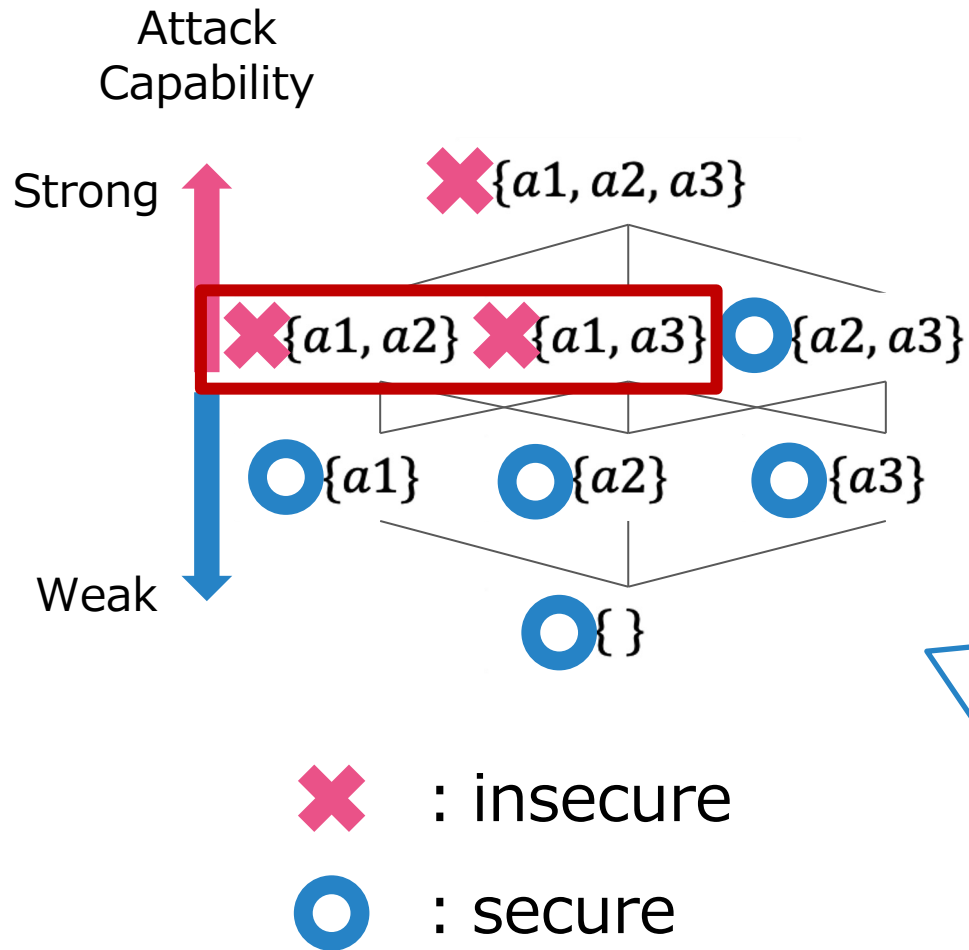 Attack
Capability
Strong
{a1, a2, a3}
{a1, a2} {a1, a3} {a2, a3}
{a1} {a2} {a3}
Weak
{ }
: insecure
: secure